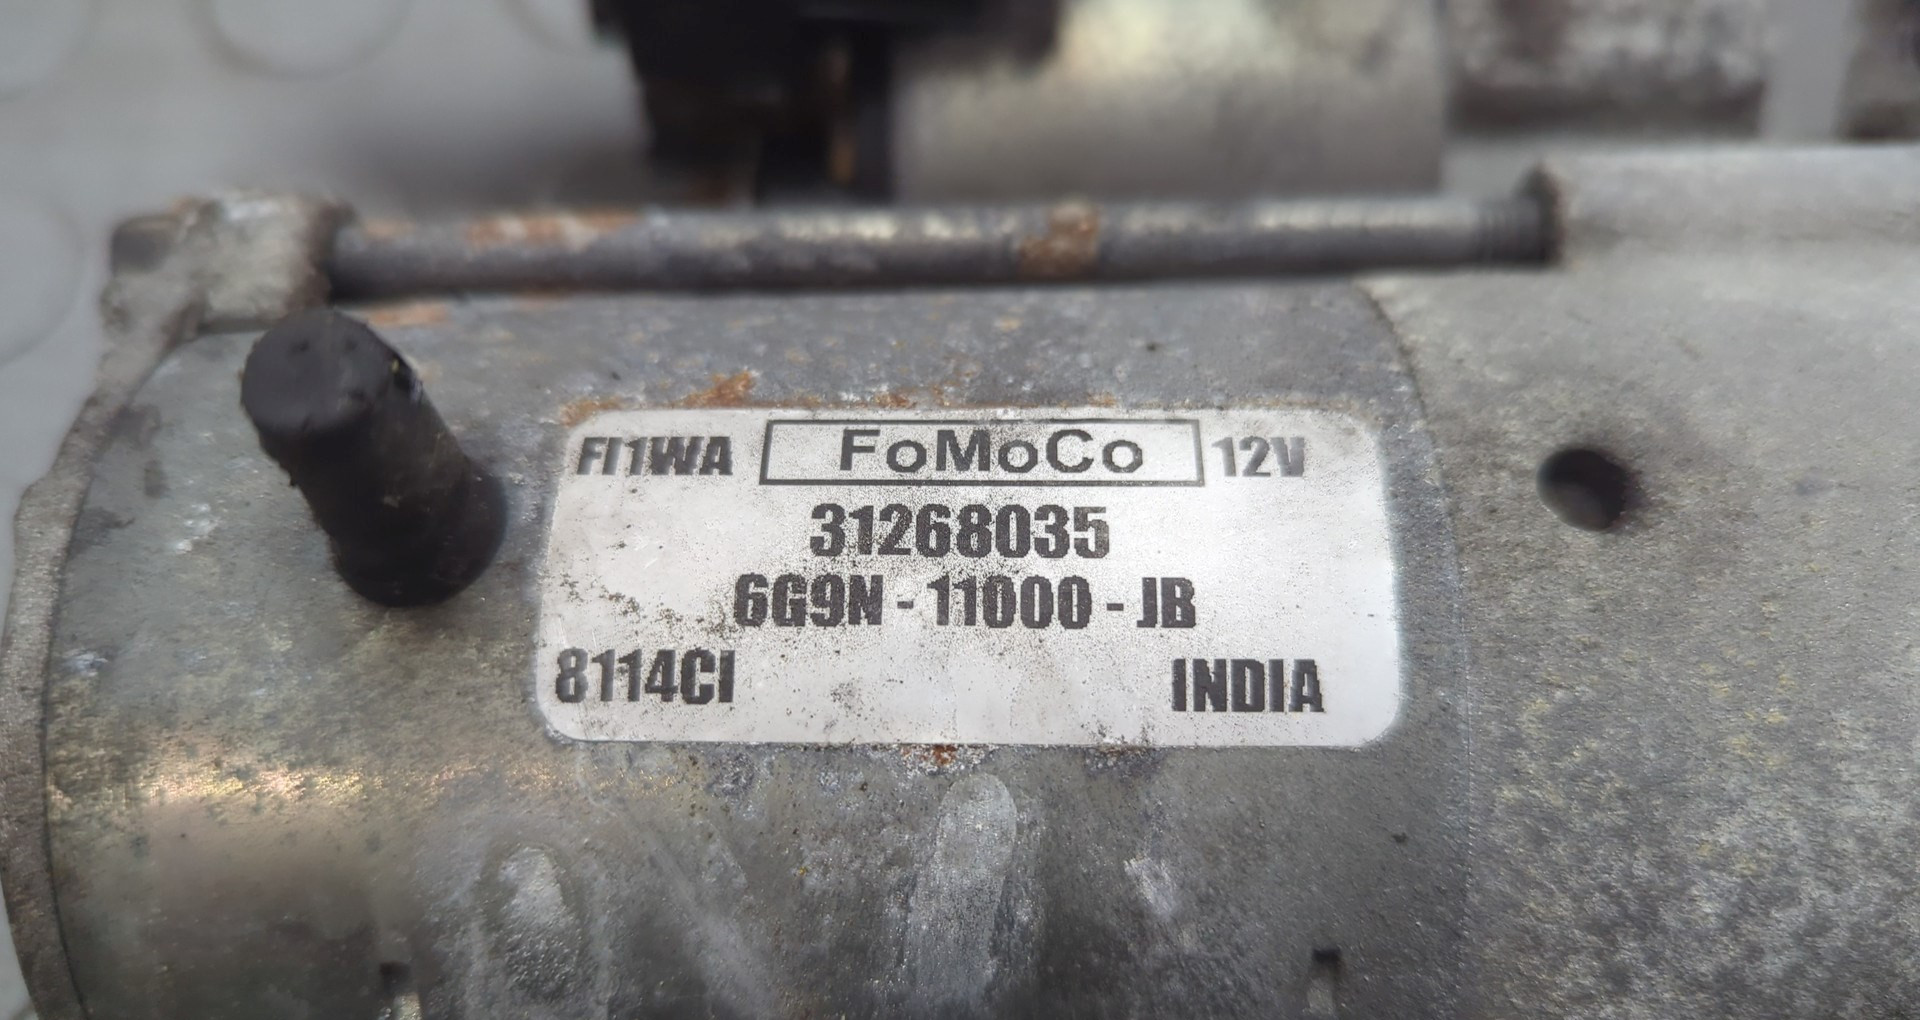 FI1WA FoMoCo 12V
31268035
6G9N - 11000 - JB
8114CI INDIA